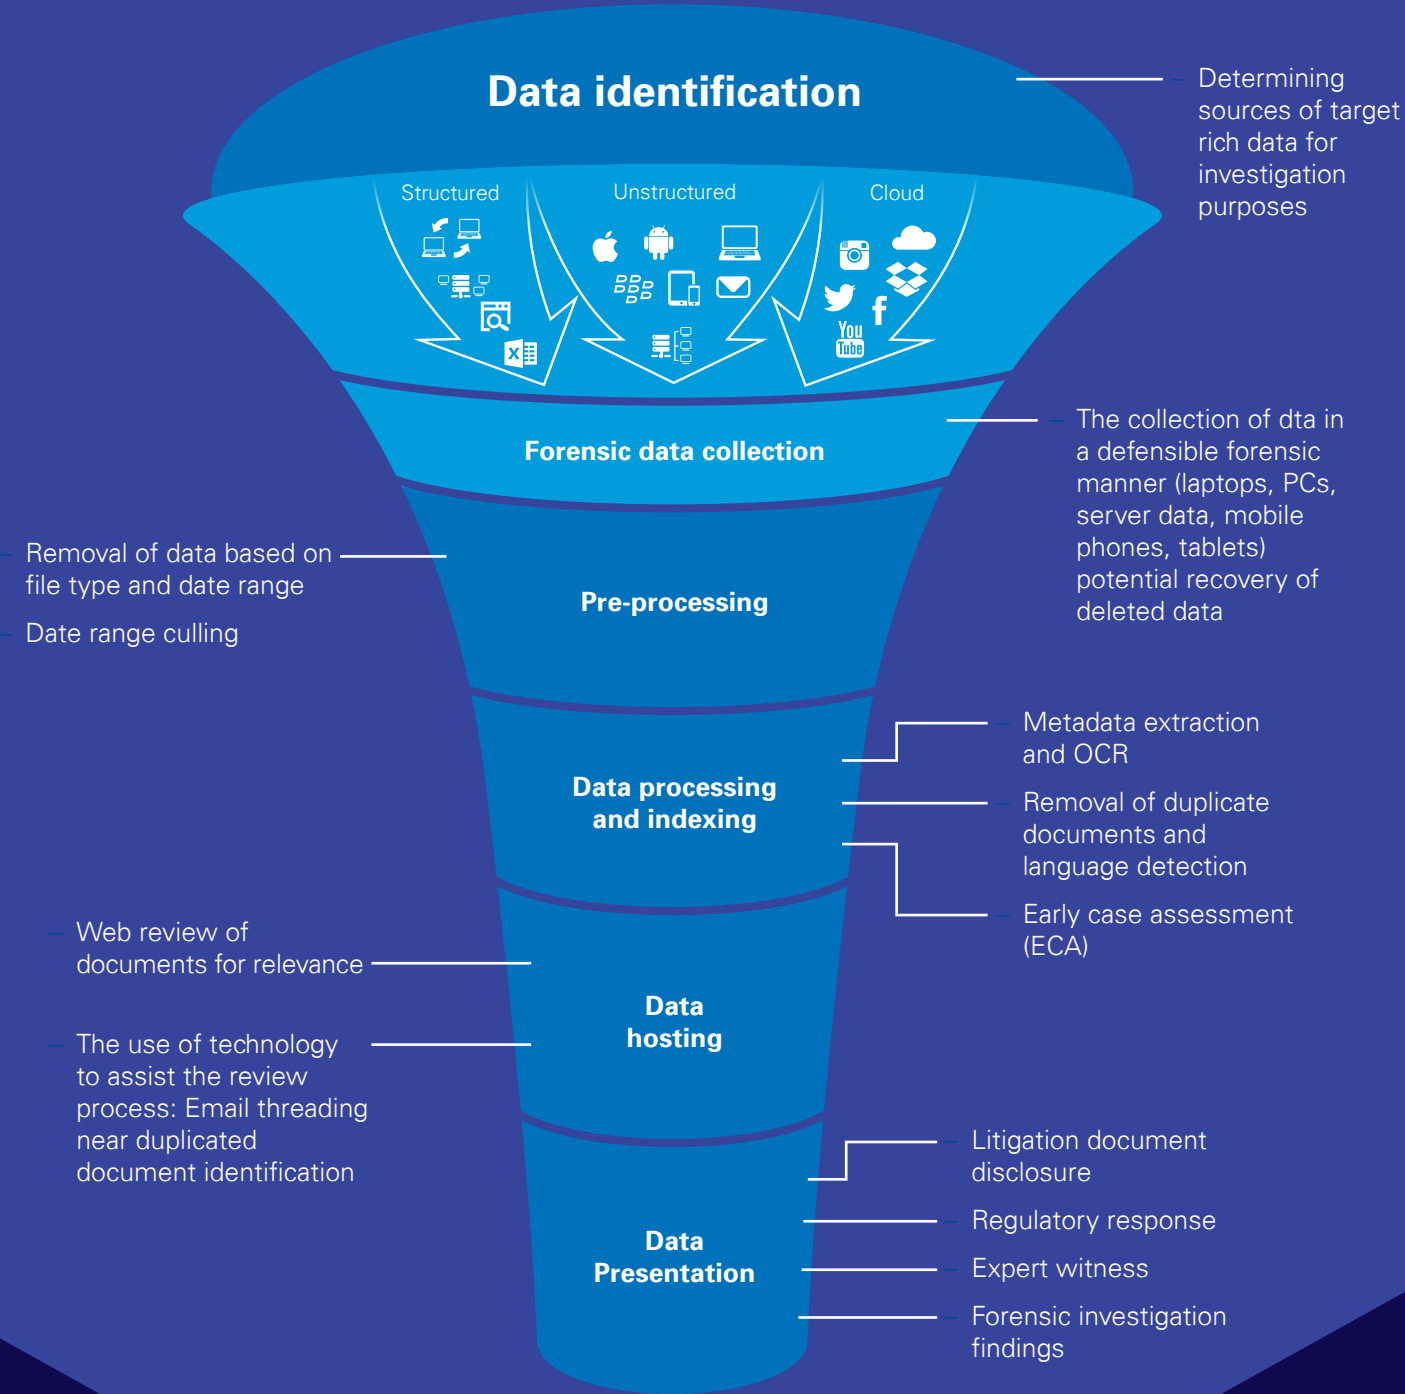 Data identification
– Determining
sources of target
rich data for
investigation
purposes
Structured
Unstructured
Cloud
You
Tube
X
Forensic data collection
– The collection of dta in
a defensible forensic
manner (laptops, PCs,
server data, mobile
phones, tablets)
potential recovery of
deleted data
– Removal of data based on
file type and date range
– Date range culling
Pre-processing
Data processing
and indexing
– Metadata extraction
and OCR
– Removal of duplicate
documents and
language detection
– Early case assessment
(ECA)
– Web review of
documents for relevance
– The use of technology
to assist the review
process: Email threading
near duplicated
document identification
Data
hosting
Data
Presentation
– Litigation document
disclosure
– Regulatory response
– Expert witness
– Forensic investigation
findings